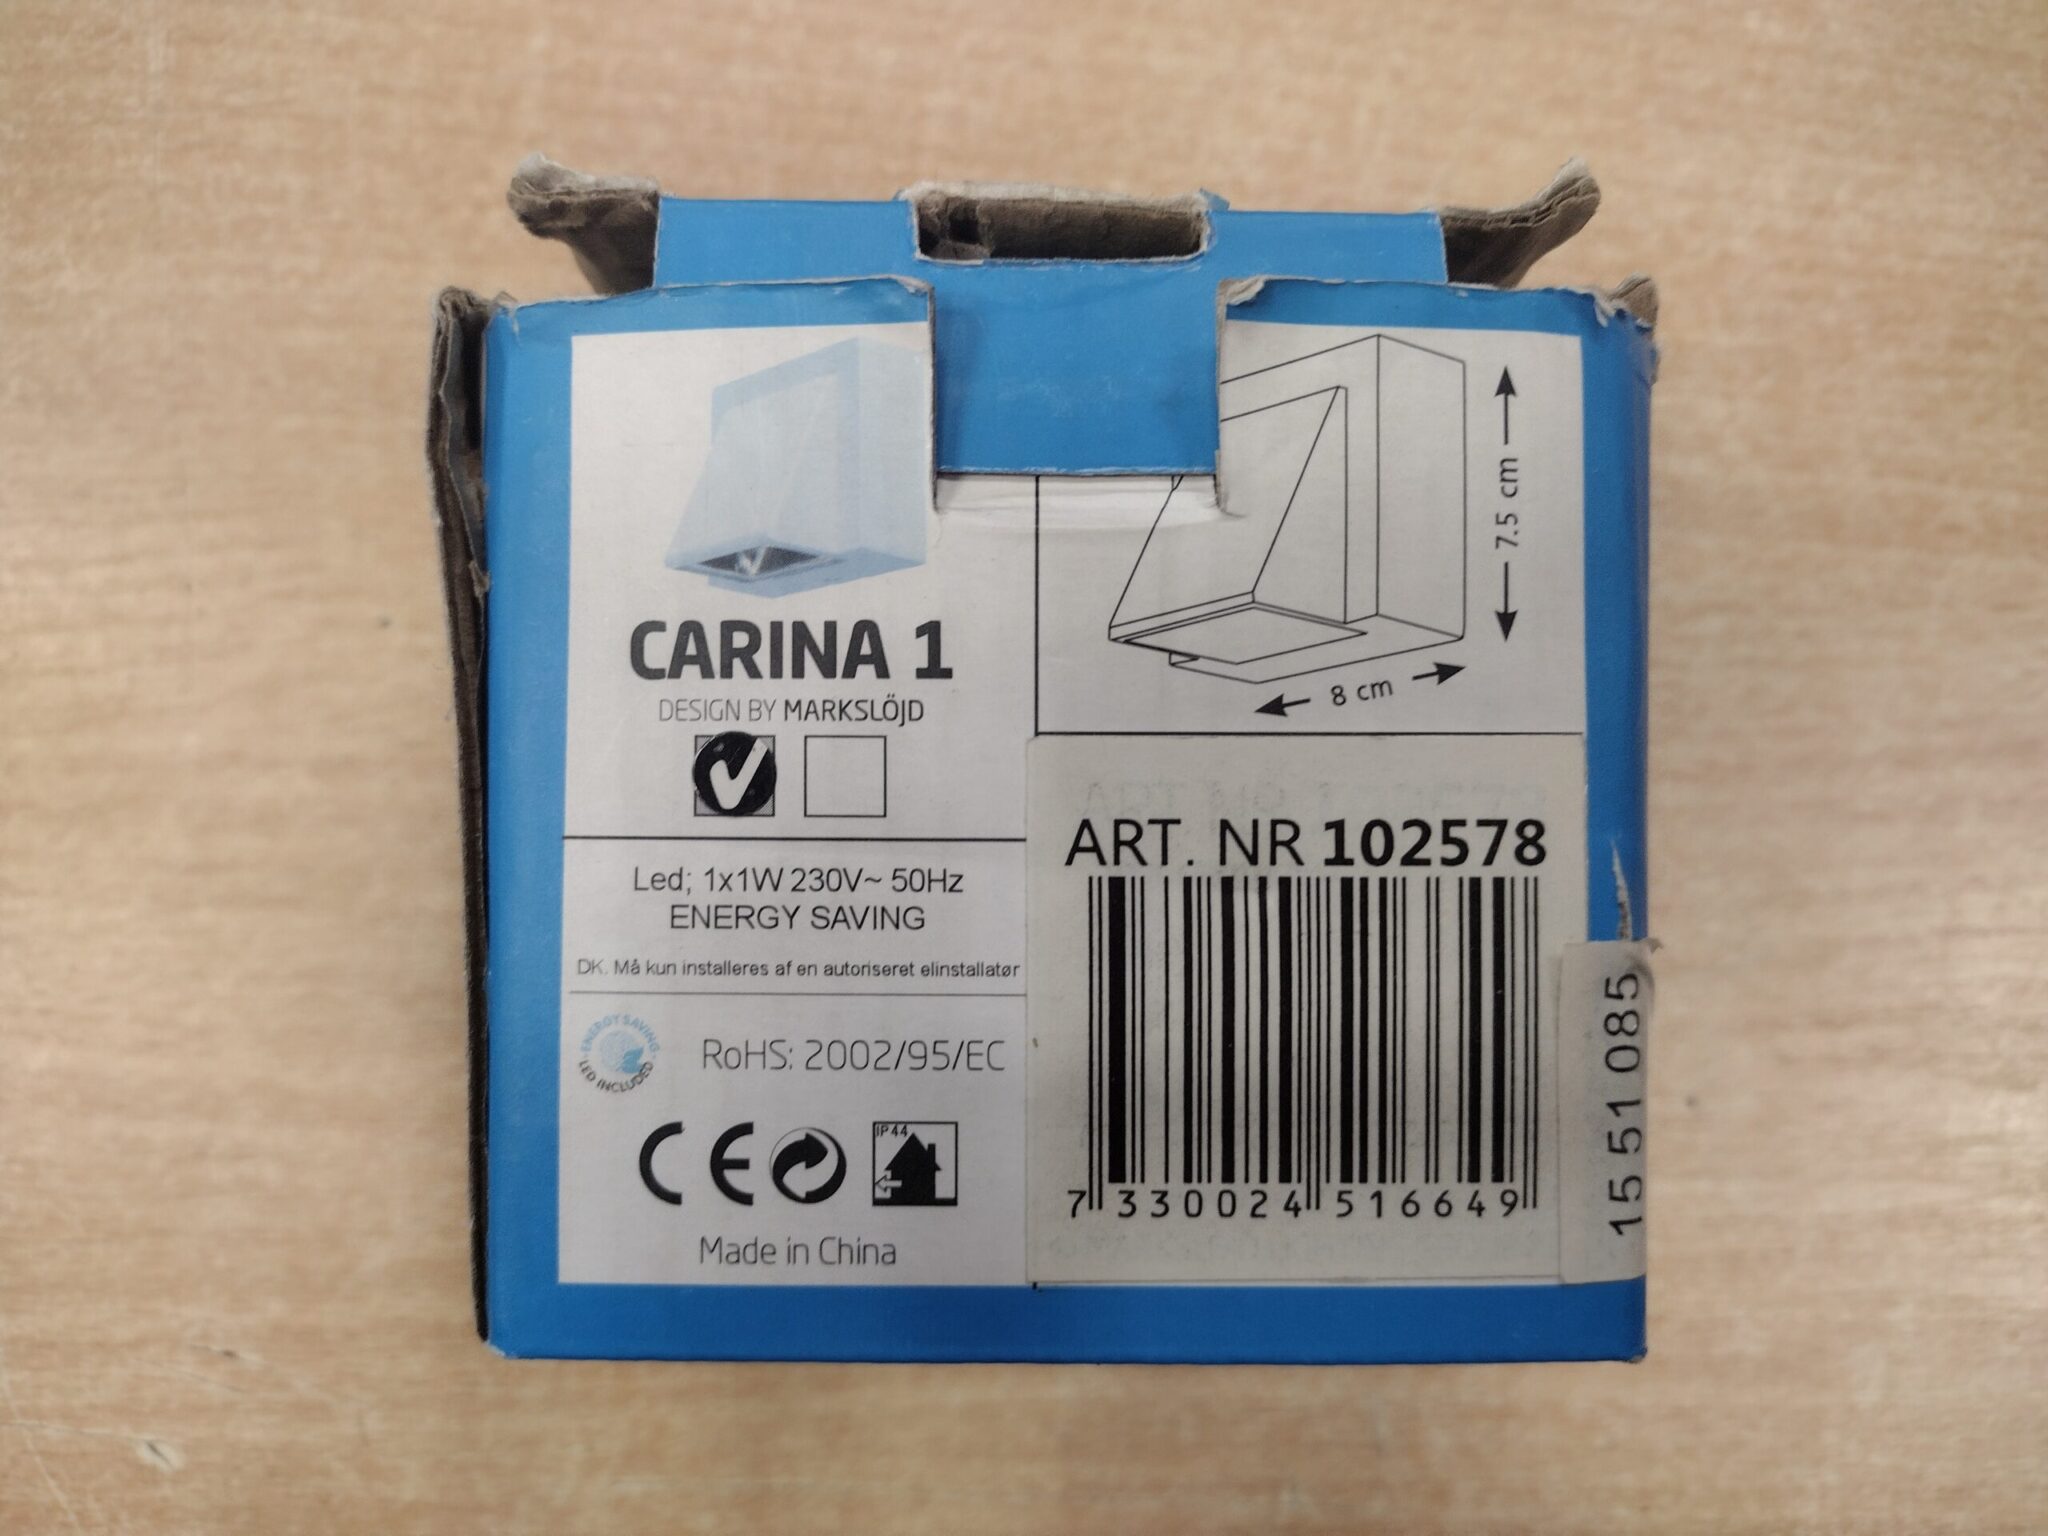 CARINA 1
DESIGN BY MARKSLÖJD
7.5 cm
8 cm
Led; 1x1W 230V~ 50Hz
ENERGY SAVING
DK. Må kun installeres af en autoriseret elinstallatør
ENERGY SAVING
LED INCLUDED
RoHS: 2002/95/EC
CE
IP44
Made in China
ART. NR 102578
7 330024 516649
15 51 085